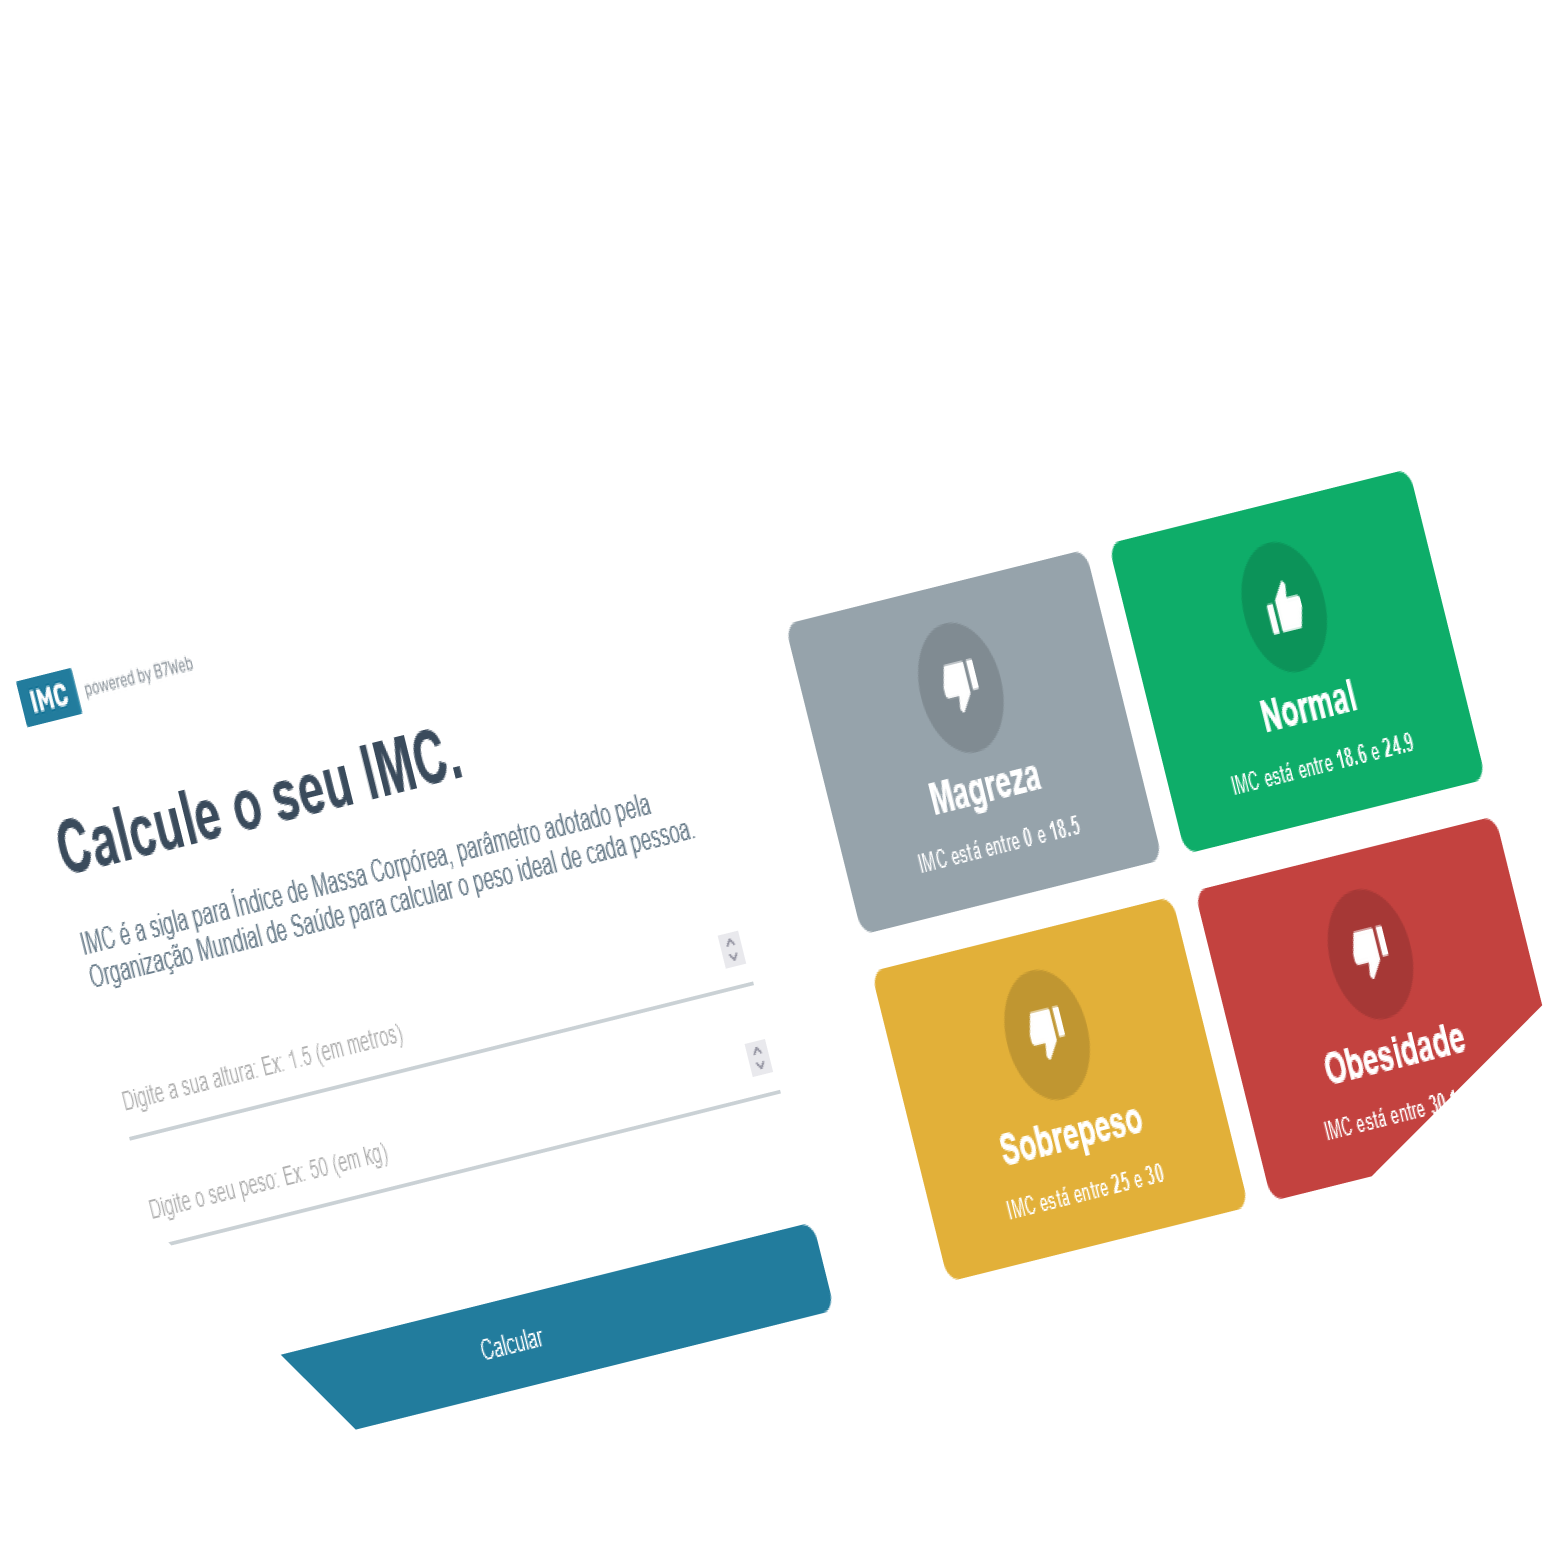 IMC powered by B7Web
Calcule o seu IMC.
IMC é a sigla para Índice de Massa Corpórea, parâmetro adotado pela
Organização Mundial de Saúde para calcular o peso ideal de cada pessoa.
Digite a sua altura: Ex: 1.5 (em metros)
Digite o seu peso: Ex: 50 (em kg)
Calcular
Magreza
IMC está entre 0 e 18.5
Normal
IMC está entre 18.6 e 24.9
Sobrepeso
IMC está entre 25 e 30
Obesidade
IMC está entre